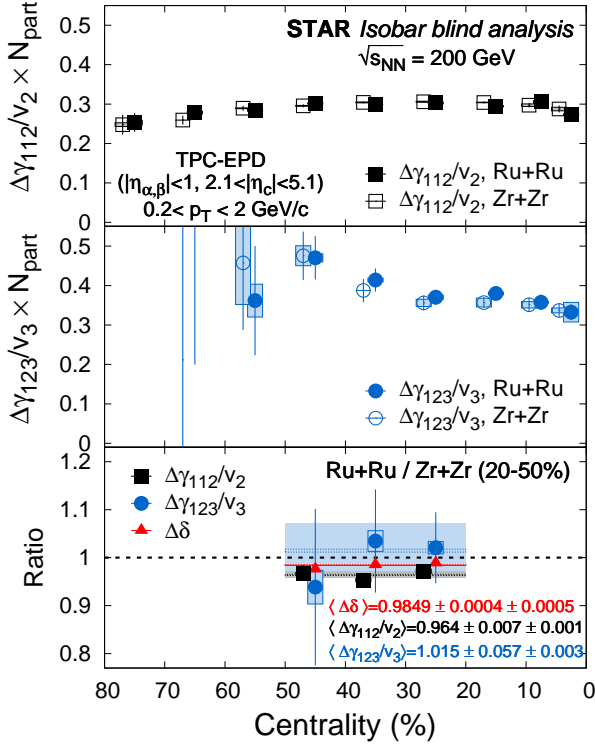 STAR Isobar blind analysis
√sNN = 200 GeV
Δγ112/v2 × Npart
0.5
0.4
0.3
0.2
0.1
0
TPC-EPD
(|ηα,β|<1, 2.1<|ηc|<5.1)
0.2< pT < 2 GeV/c
Δγ112/v2, Ru+Ru
Δγ112/v2, Zr+Zr
Δγ123/v3 × Npart
0.5
0.4
0.3
0.2
0.1
0
Δγ123/v3, Ru+Ru
Δγ123/v3, Zr+Zr
Ratio
1.2
1.1
1
0.9
0.8
Δγ112/v2
Δγ123/v3
Δδ
Ru+Ru / Zr+Zr (20-50%)
⟨ Δδ ⟩=0.9849 ± 0.0004 ± 0.0005
⟨ Δγ112/v2⟩=0.964 ± 0.007 ± 0.001
⟨ Δγ123/v3⟩=1.015 ± 0.057 ± 0.003
80 70 60 50 40 30 20 10 0
Centrality (%)